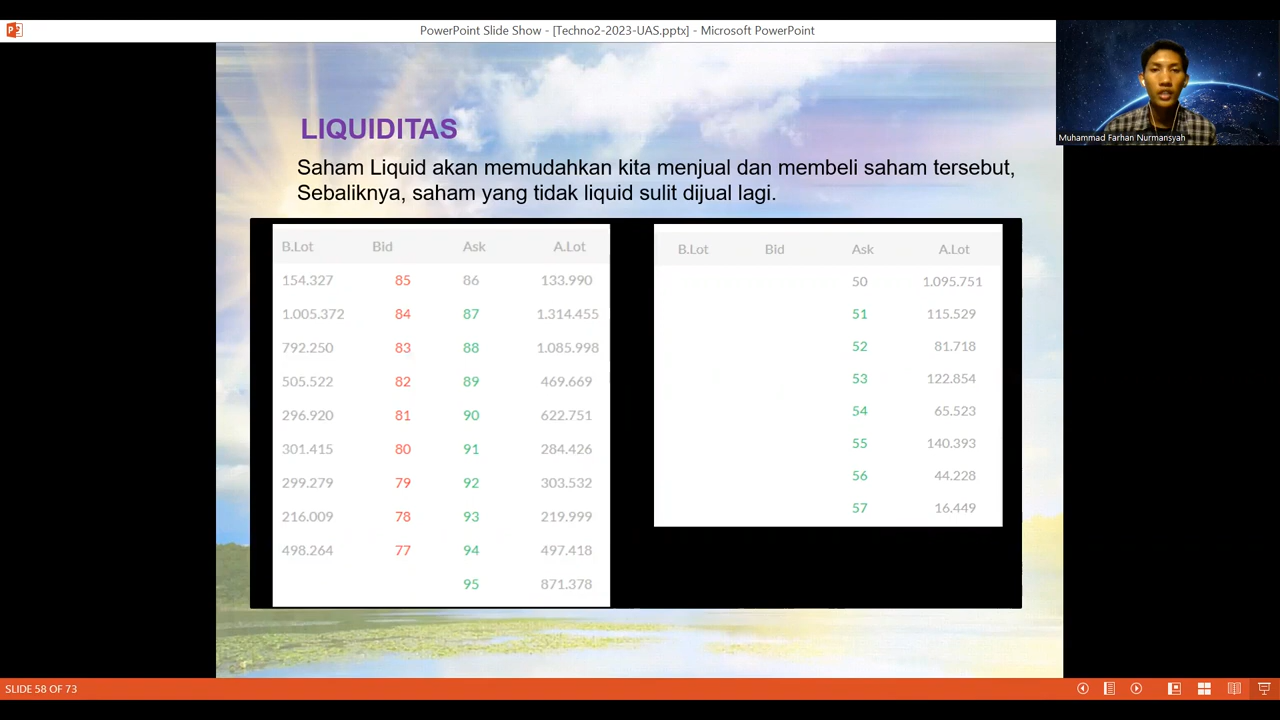 PowerPoint Slide Show - [Techno2-2023-UAS.pptx] - Microsoft PowerPoint
Muhammad Farhan Nurmansyah
LIQUIDITAS
Saham Liquid akan memudahkan kita menjual dan membeli saham tersebut,
Sebaliknya, saham yang tidak liquid sulit dijual lagi.
B.Lot Bid Ask A.Lot
154.327 85 86 133.990
1.005.372 84 87 1.314.455
792.250 83 88 1.085.998
505.522 82 89 469.669
296.920 81 90 622.751
301.415 80 91 284.426
299.279 79 92 303.532
216.009 78 93 219.999
498.264 77 94 497.418
95 871.378
B.Lot Bid Ask A.Lot
50 1.095.751
51 115.529
52 81.718
53 122.854
54 65.523
55 140.393
56 44.228
57 16.449
SLIDE 58 OF 73